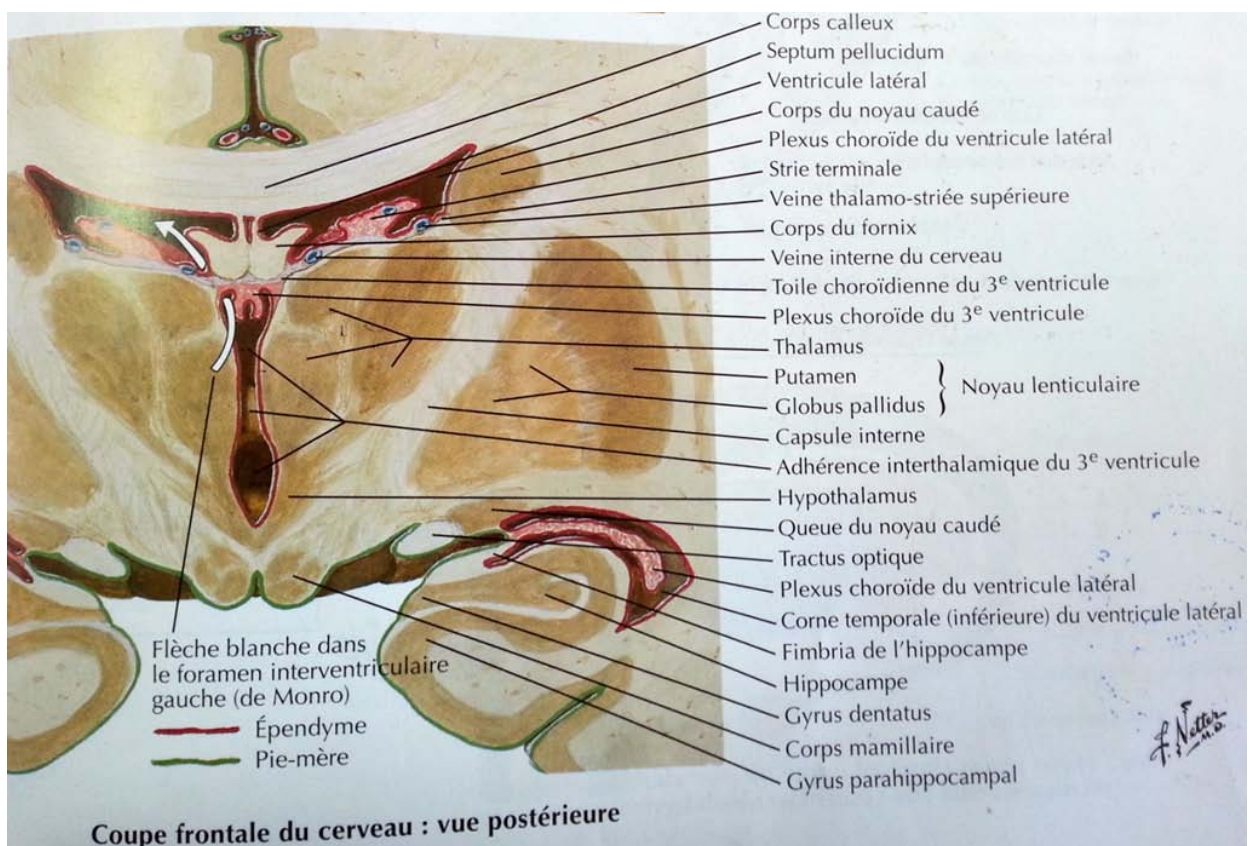 Corps calleux
Septum pellucidum
Ventricule latéral
Corps du noyau caudé
Plexus choroïde du ventricule latéral
Strie terminale
Veine thalamo-striée supérieure
Corps du fornix
Veine interne du cerveau
Toile choroïdienne du 3e ventricule
Plexus choroïde du 3e ventricule
Thalamus
Putamen
Globus pallidus
Noyau lenticulaire
Capsule interne
Adhérence interthalamique du 3e ventricule
Hypothalamus
Queue du noyau caudé
Tractus optique
Plexus choroïde du ventricule latéral
Corne temporale (inférieure) du ventricule latéral
Fimbria de l'hippocampe
Hippocampe
Gyrus dentatus
Corps mamillaire
Gyrus parahippocampal
Flèche blanche dans
le foramen interventriculaire
gauche (de Monro)
Épendyme
Pie-mère
F. Netter M.D.
Coupe frontale du cerveau : vue postérieure